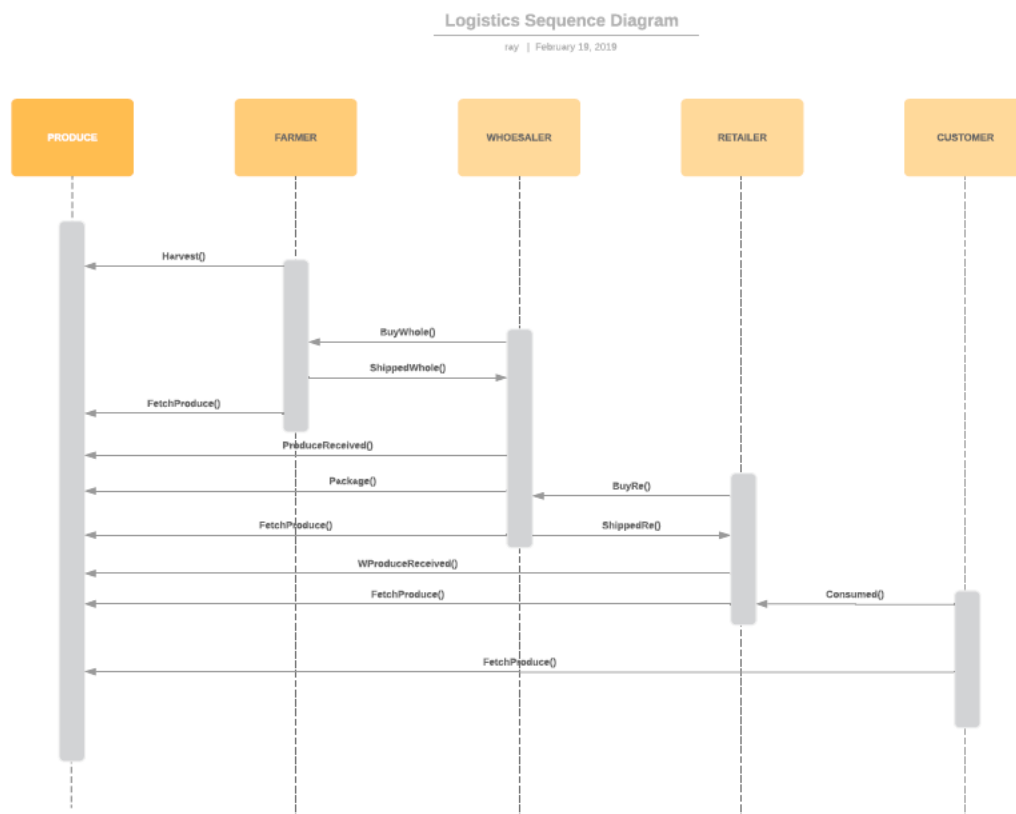 Logistics Sequence Diagram
ray | February 19, 2019
PRODUCE
FARMER
WHOESALER
RETAILER
CUSTOMER
Harvest()
BuyWhole()
ShippedWhole()
FetchProduce()
ProduceReceived()
Package()
BuyRe()
FetchProduce()
ShippedRe()
WProduceReceived()
FetchProduce()
Consumed()
FetchProduce()